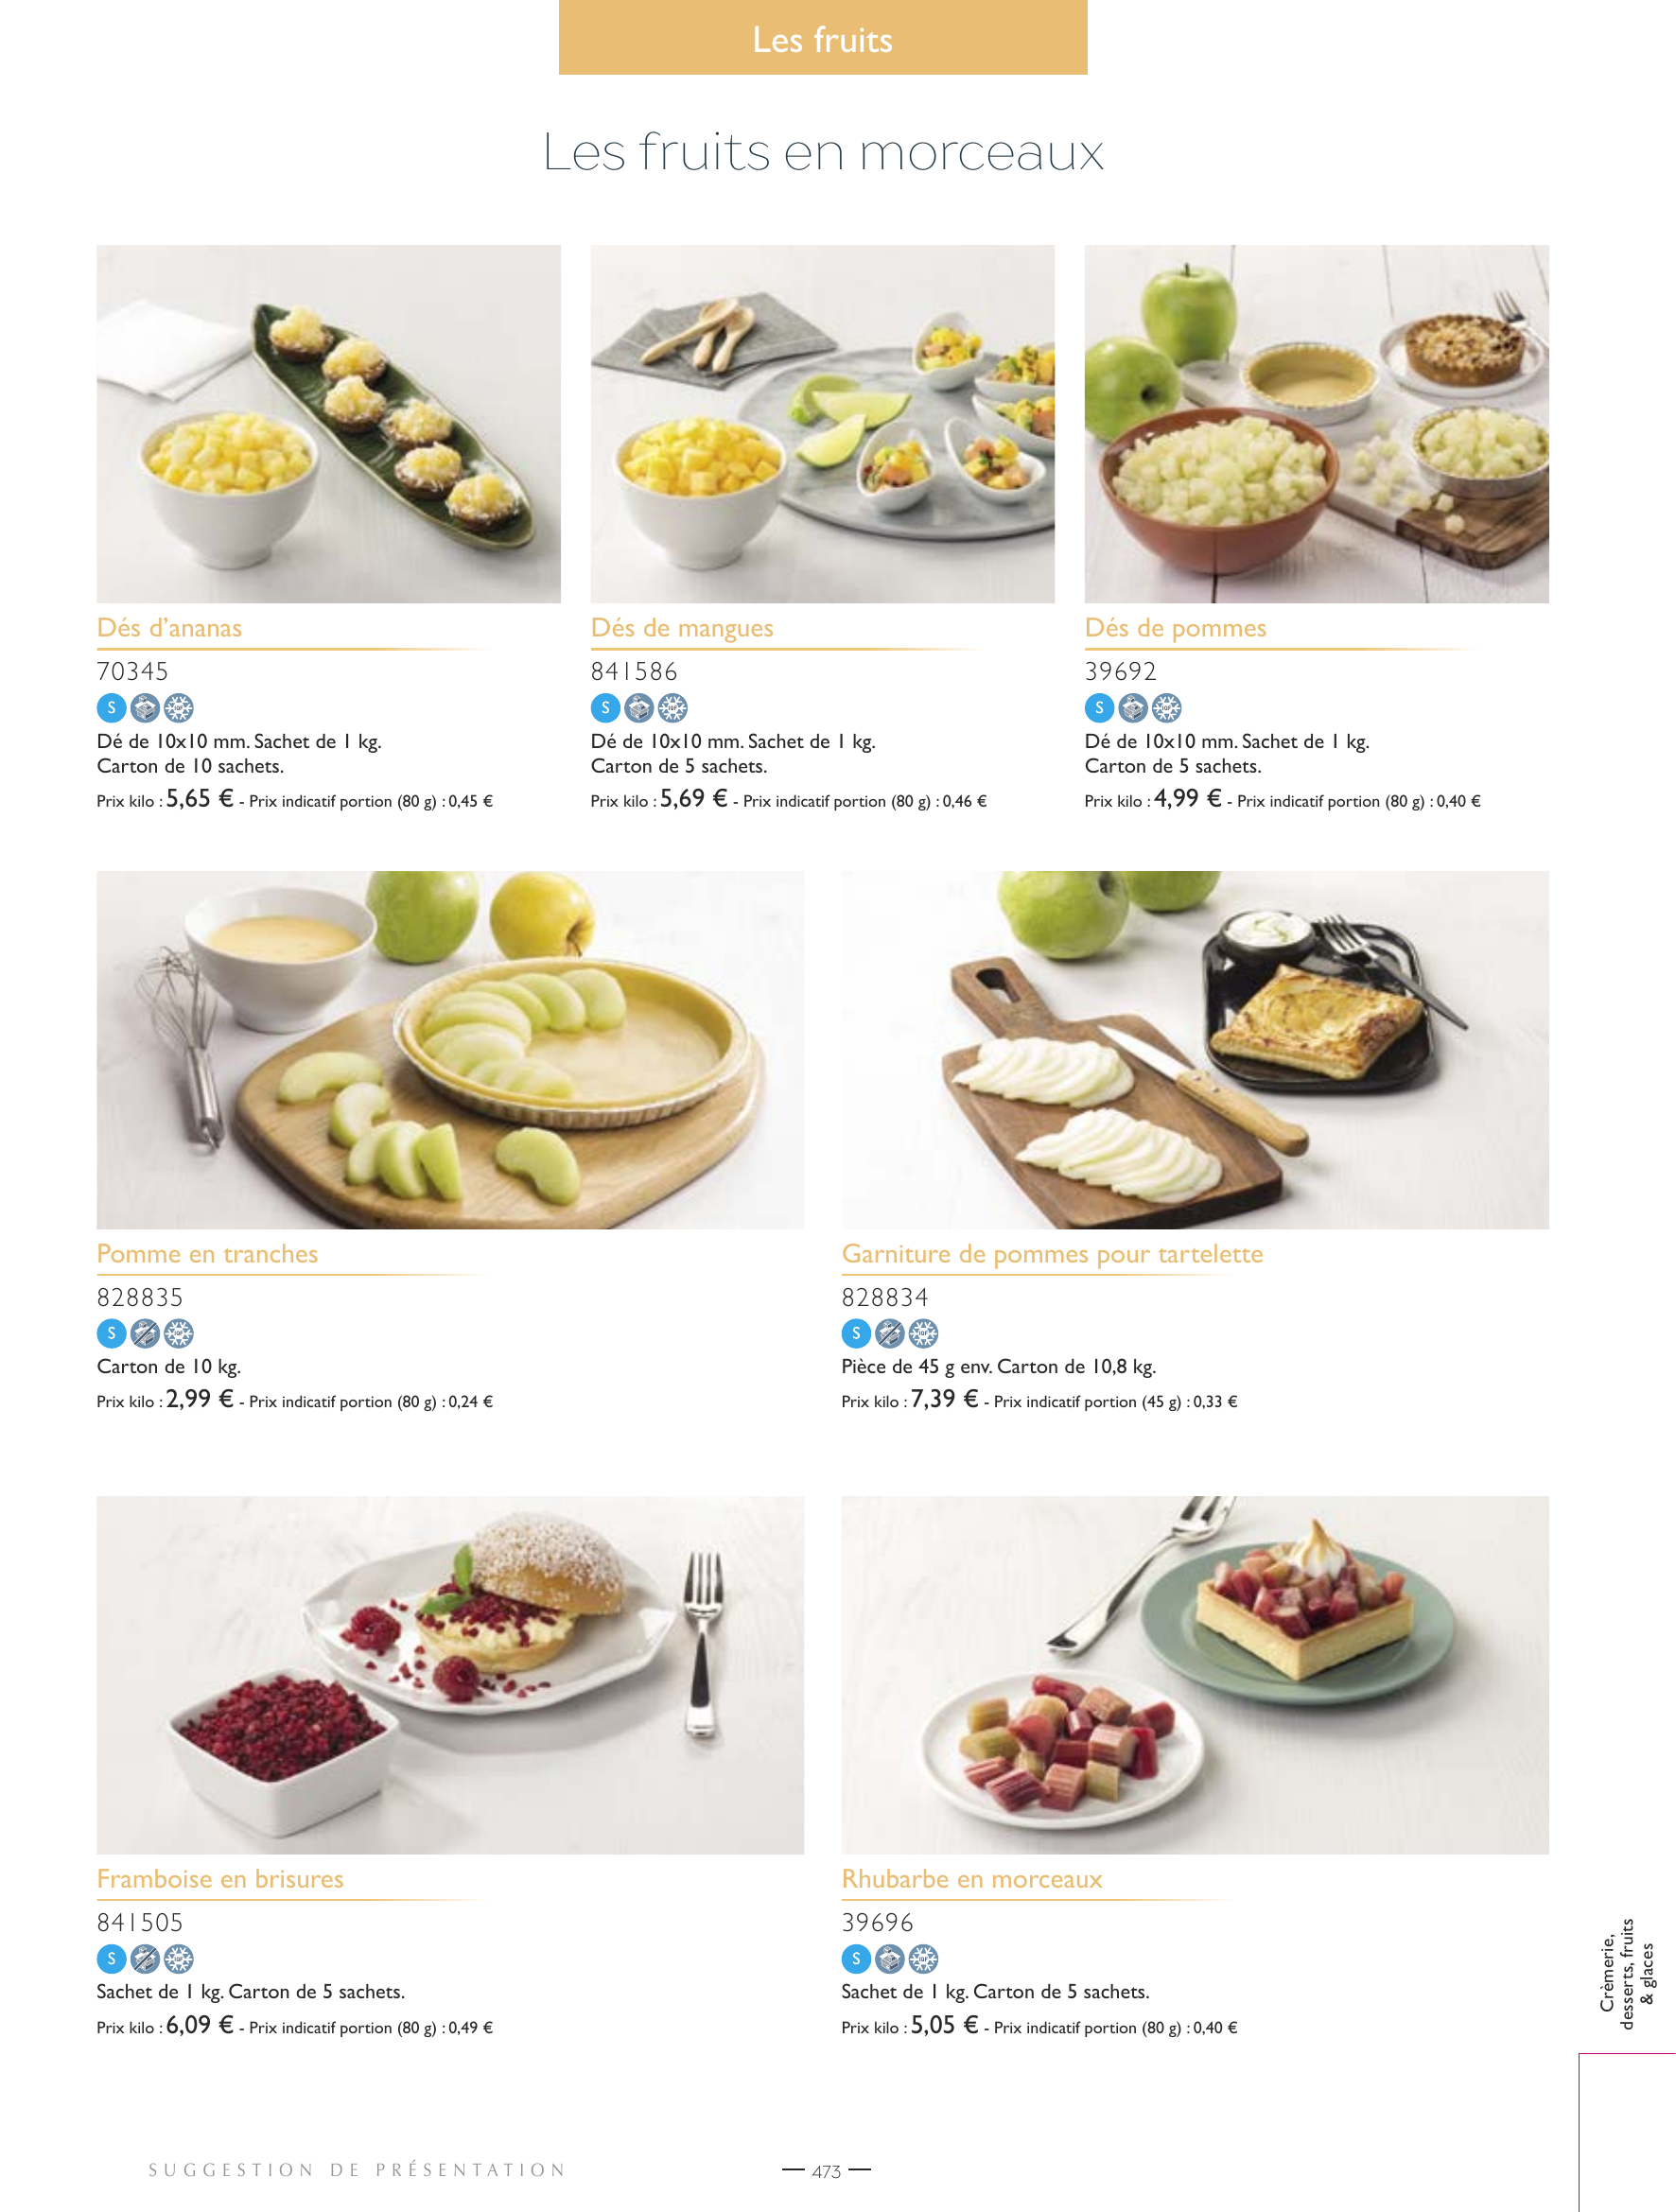 Les fruits
Les fruits en morceaux
Dés d’ananas
70345
S
Dé de 10x10 mm. Sachet de 1 kg.
Carton de 10 sachets.
Prix kilo : 5,65 € - Prix indicatif portion (80 g) : 0,45 €
Dés de mangues
841586
S
Dé de 10x10 mm. Sachet de 1 kg.
Carton de 5 sachets.
Prix kilo : 5,69 € - Prix indicatif portion (80 g) : 0,46 €
Dés de pommes
39692
S
Dé de 10x10 mm. Sachet de 1 kg.
Carton de 5 sachets.
Prix kilo : 4,99 € - Prix indicatif portion (80 g) : 0,40 €
Pomme en tranches
828835
S
Carton de 10 kg.
Prix kilo : 2,99 € - Prix indicatif portion (80 g) : 0,24 €
Garniture de pommes pour tartelette
828834
S
Pièce de 45 g env. Carton de 10,8 kg.
Prix kilo : 7,39 € - Prix indicatif portion (45 g) : 0,33 €
Framboise en brisures
841505
S
Sachet de 1 kg. Carton de 5 sachets.
Prix kilo : 6,09 € - Prix indicatif portion (80 g) : 0,49 €
Rhubarbe en morceaux
39696
S
Sachet de 1 kg. Carton de 5 sachets.
Prix kilo : 5,05 € - Prix indicatif portion (80 g) : 0,40 €
Crèmerie,
desserts, fruits
& glaces
SUGGESTION DE PRÉSENTATION
473